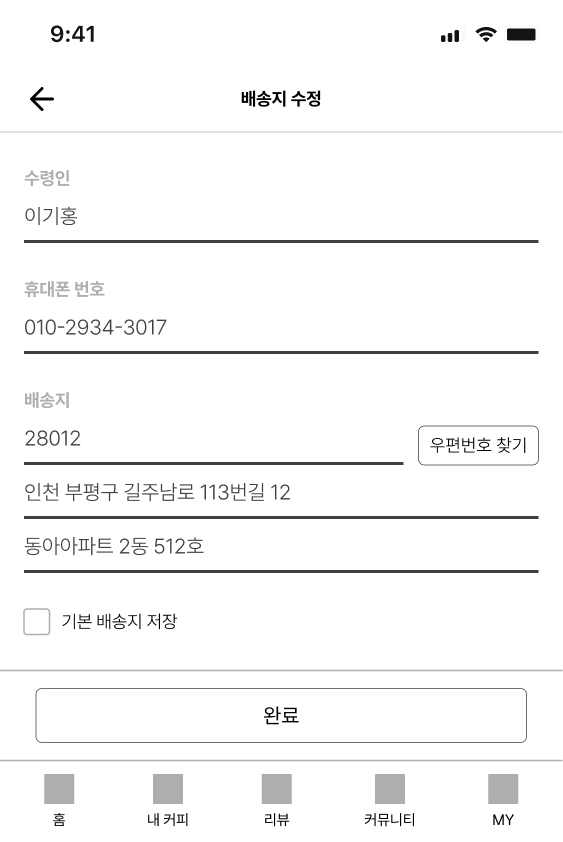 9:41
배송지 수정
수령인
이기홍
휴대폰 번호
010-2934-3017
배송지
28012
우편번호 찾기
인천 부평구 길주남로 113번길 12
동아아파트 2동 512호
기본 배송지 저장
완료
홈 내 커피 리뷰 커뮤니티 MY